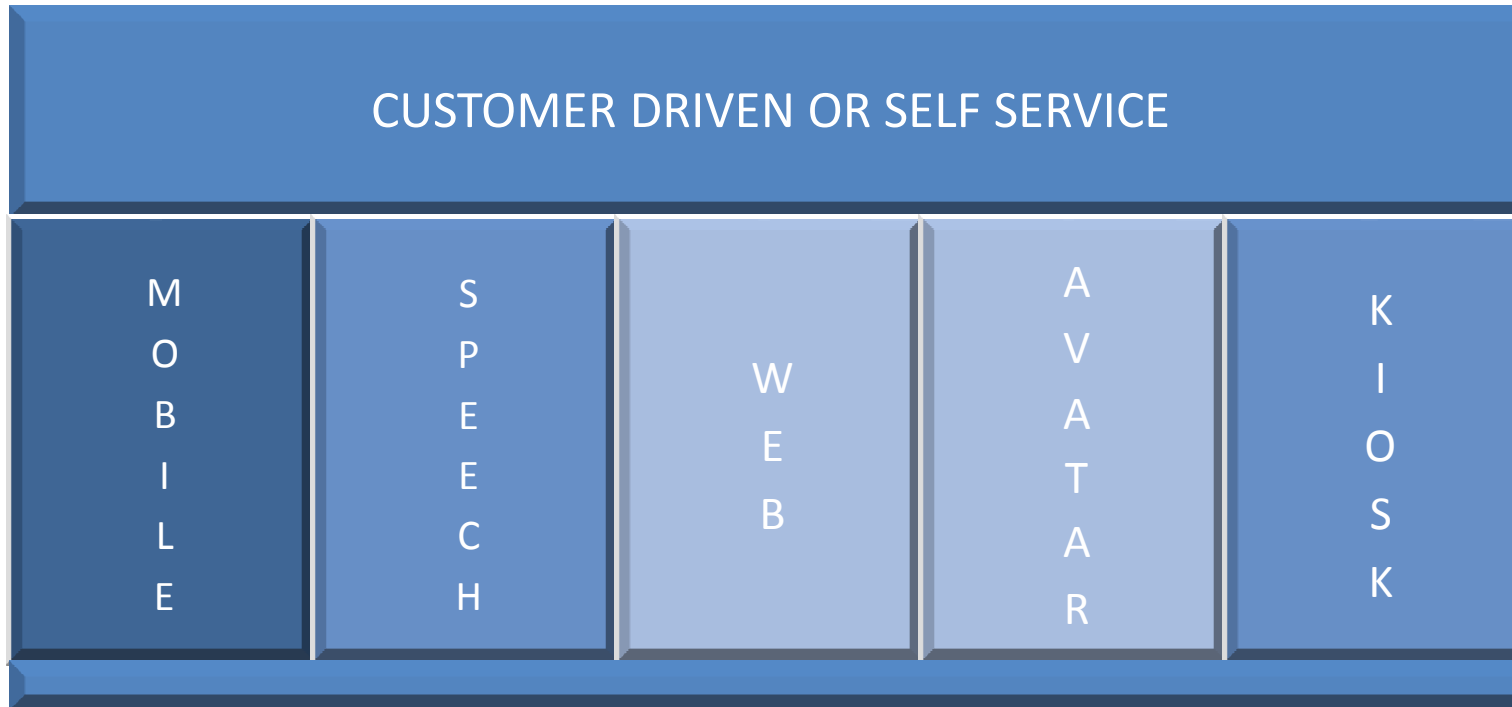 CUSTOMER DRIVEN OR SELF SERVICE
MOBILE
SPEECH
WEB
AVATAR
KIOSK